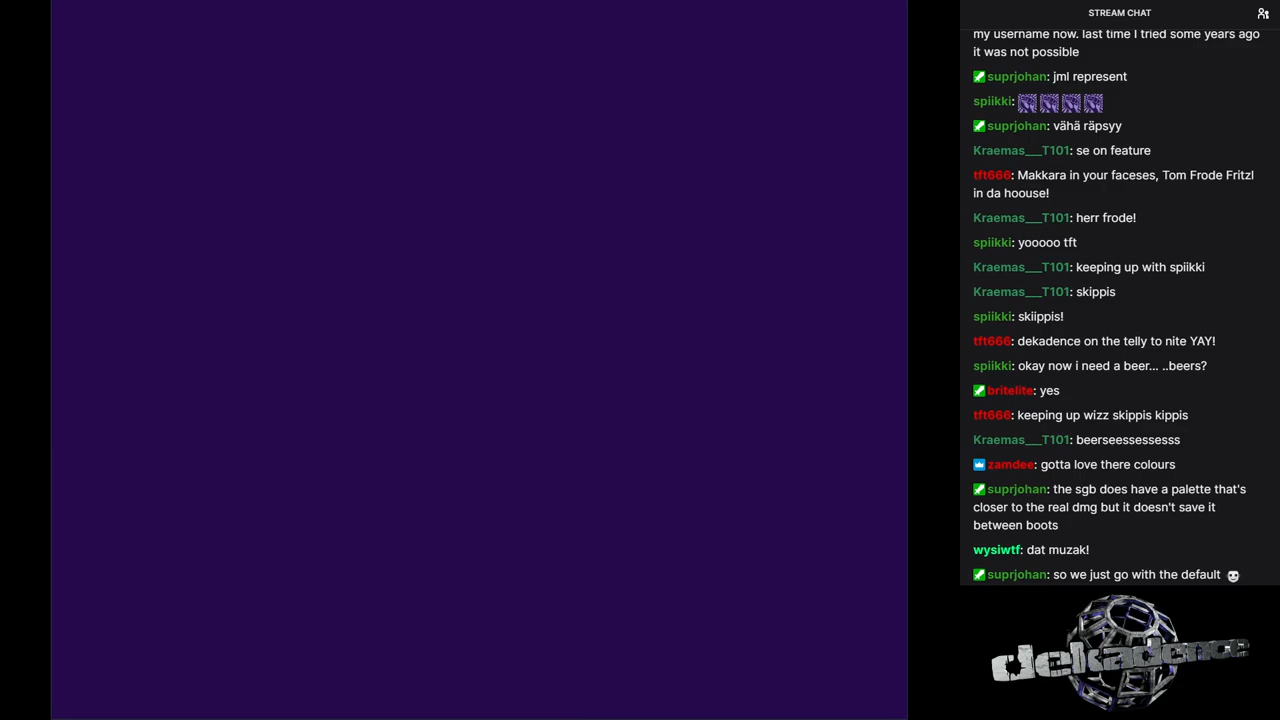 STREAM CHAT
my username now. last time I tried some years ago
it was not possible
suprjohan: jml represent
spiikki:
suprjohan: vähä räpsyy
Kraemas___T101: se on feature
tft666: Makkara in your faceses, Tom Frode Fritzl
in da hoouse!
Kraemas___T101: herr frode!
spiikki: yooooo tft
Kraemas___T101: keeping up with spiikki
Kraemas___T101: skippis
spiikki: skiippis!
tft666: dekadence on the telly to nite YAY!
spiikki: okay now i need a beer... ..beers?
britelite: yes
tft666: keeping up wizz skippis kippis
Kraemas___T101: beerseessessesss
zamdee: gotta love there colours
suprjohan: the sgb does have a palette that's
closer to the real dmg but it doesn't save it
between boots
wysiwtf: dat muzak!
suprjohan: so we just go with the default
dekadence